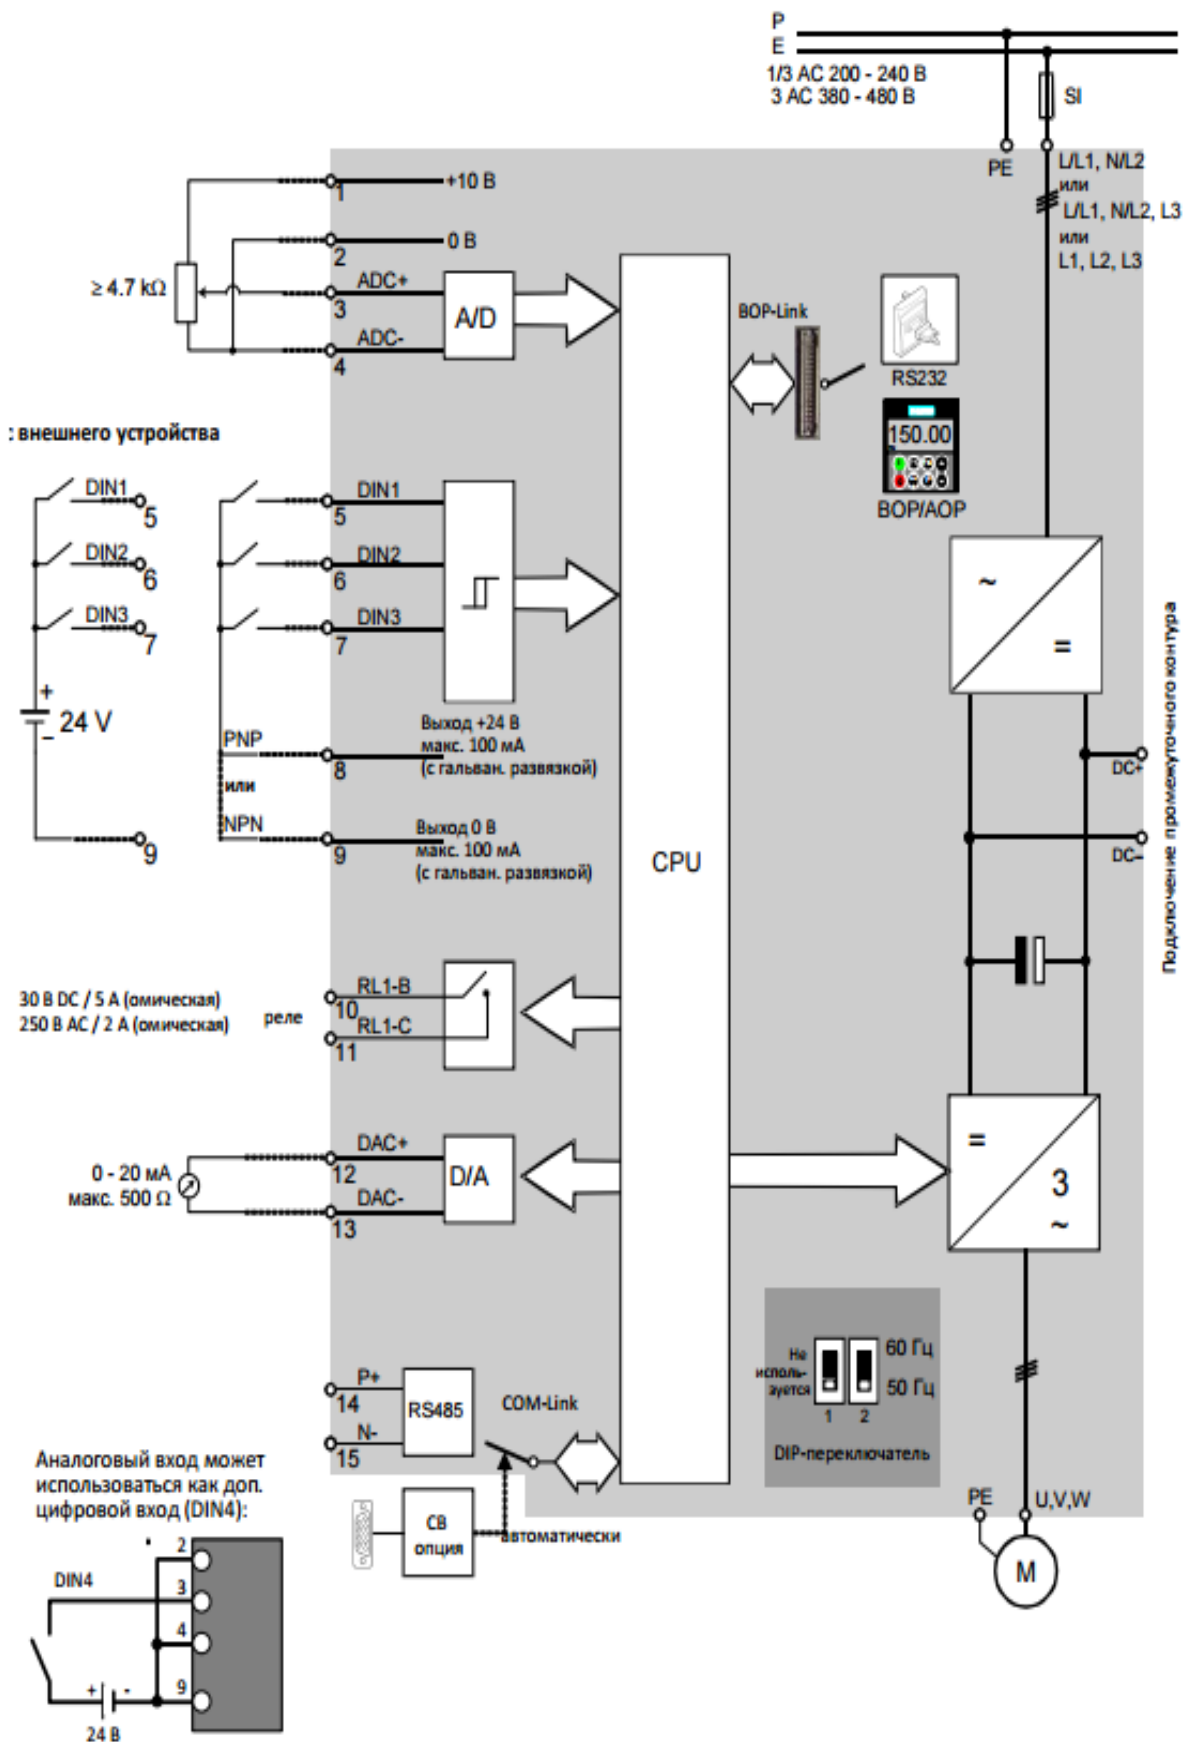 P
E
1/3 AC 200 - 240 В
3 AC 380 - 480 В
SI
PE
L/L1, N/L2
или
L/L1, N/L2, L3
или
L1, L2, L3
1
+10 В
2
0 В
≥ 4.7 kΩ
ADC+
3
ADC-
4
A/D
BOP-Link
RS232
150.00
BOP/AOP
с внешнего устройства
DIN1
5
DIN2
6
DIN3
7
+
24 V
−
9
DIN1
5
DIN2
6
DIN3
7
PNP
8
или
NPN
9
Выход +24 В
макс. 100 мА
(с гальван. развязкой)
Выход 0 В
макс. 100 мА
(с гальван. развязкой)
CPU
~
=
DC+
DC-
Подключение промежуточного контура
30 В DC / 5 А (омическая)
250 В АС / 2 А (омическая)
реле
RL1-B
10
RL1-C
11
0 - 20 мА
макс. 500 Ω
DAC+
12
DAC-
13
D/A
=
3
~
P+
14
N-
15
RS485
COM-Link
Не
исполь-
зуется
60 Гц
50 Гц
1 2
DIP-переключатель
СВ
опция
автоматически
PE
U,V,W
M
Аналоговый вход может
использоваться как доп.
цифровой вход (DIN4):
DIN4
2
3
4
9
+ -
24 В